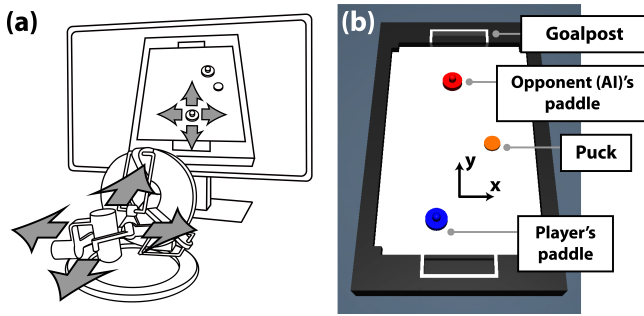 (a)
(b)
Goalpost
Opponent (AI)'s
paddle
Puck
y
x
Player's
paddle